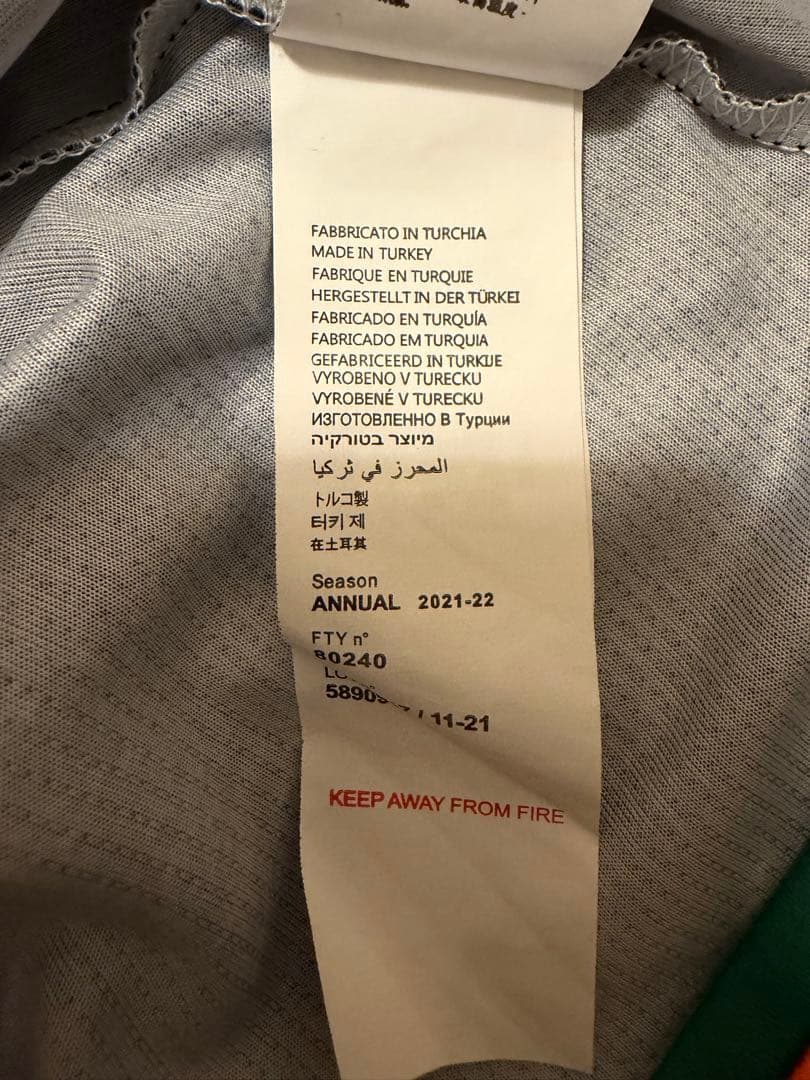 FABBRICATO IN TURCHIA
MADE IN TURKEY
FABRIQUE EN TURQUIE
HERGESTELLT IN DER TÜRKEI
FABRICADO EN TURQUÍA
FABRICADO EM TURQUIA
GEFABRICEERD IN TURKIJE
VYROBENO V TURECKU
VYROBENÉ V TURECKU
ИЗГОТОВЛЕННО В Турции
מיוצר בטורקיה
المحرز في ثركيا
トルコ製
터키 제
在土耳其
Season
ANNUAL 2021-22
FTY n°
80240
/ 11-21
KEEP AWAY FROM FIRE